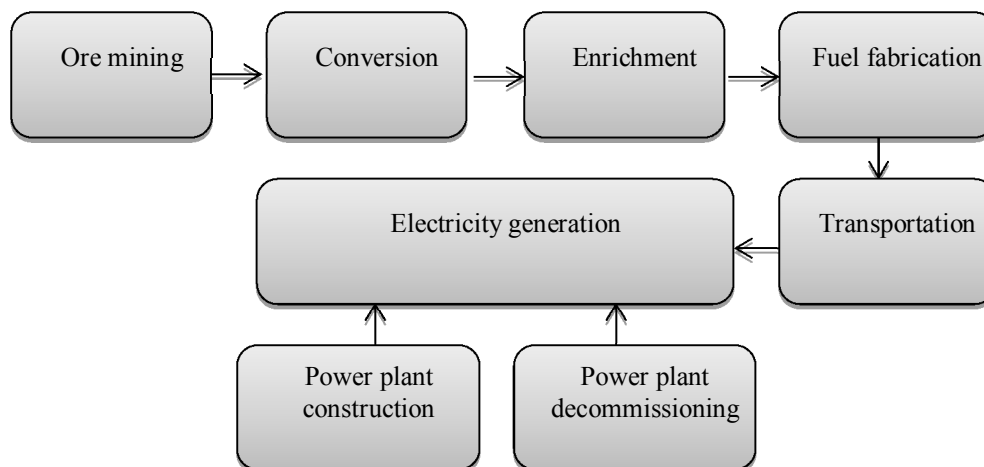 Ore mining
Conversion
Enrichment
Fuel fabrication
Electricity generation
Transportation
Power plant
construction
Power plant
decommissioning